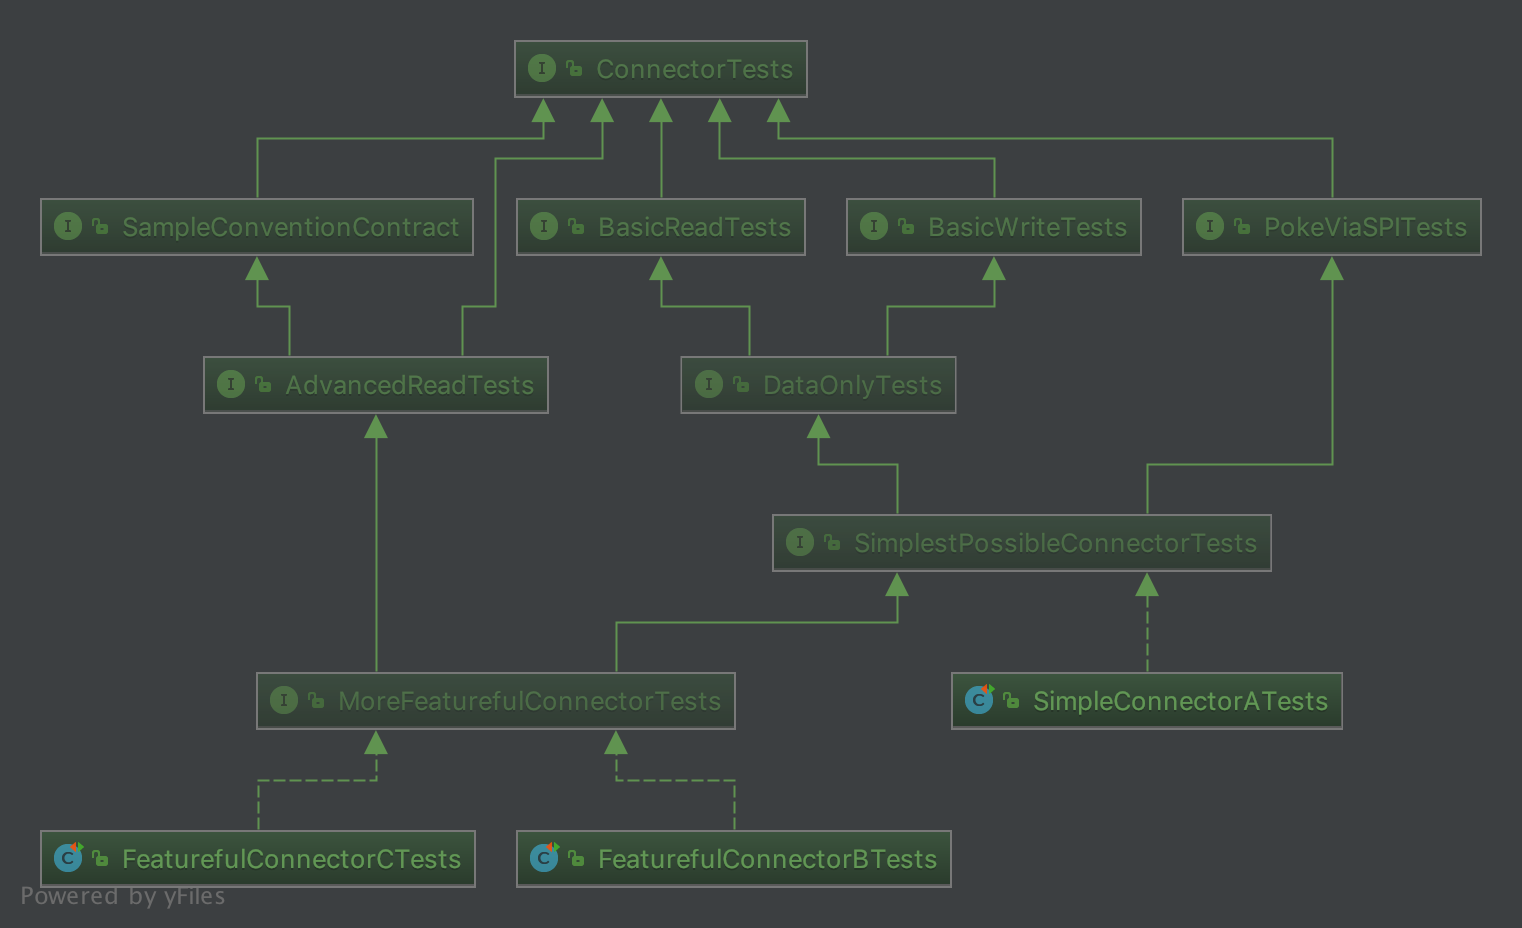 ConnectorTests
SampleConventionContract
BasicReadTests
BasicWriteTests
PokeViaSPITests
AdvancedReadTests
DataOnlyTests
SimplestPossibleConnectorTests
MoreFeaturefulConnectorTests
SimpleConnectorATests
FeaturefulConnectorCTests
FeaturefulConnectorBTests
Powered by yFiles